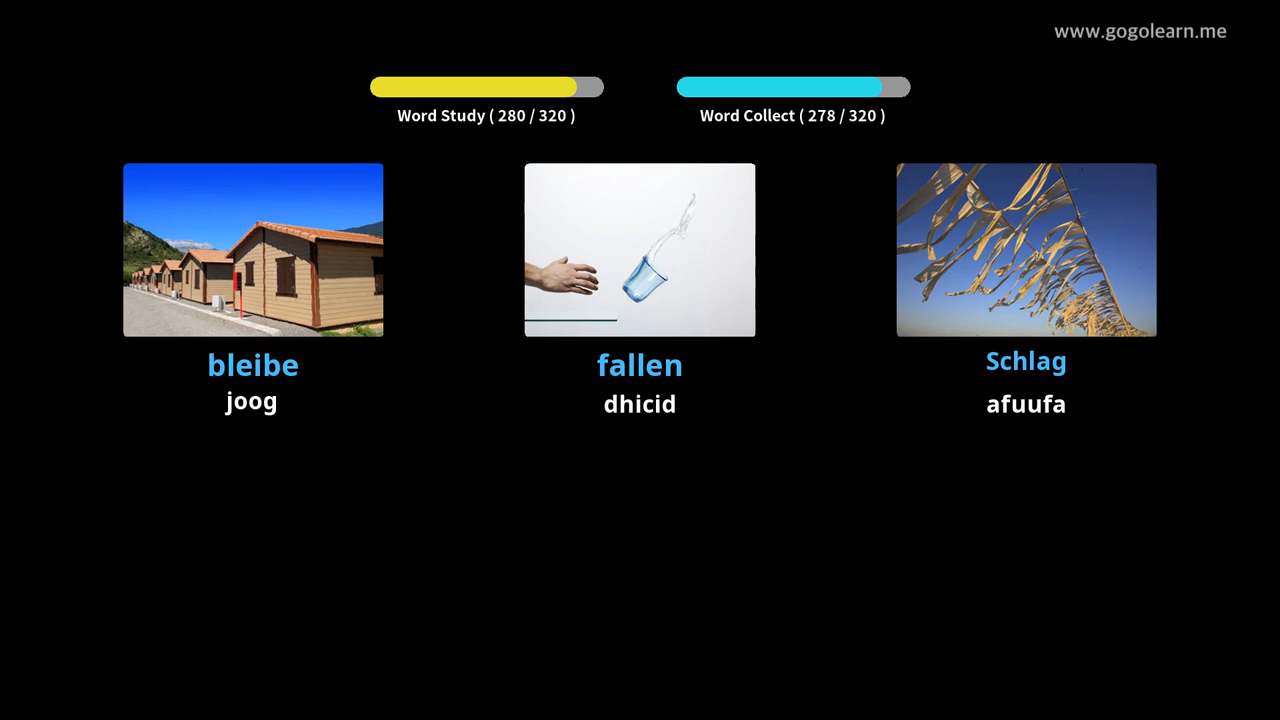 www.gogolearn.me
Word Study ( 280 / 320 )
Word Collect ( 278 / 320 )
bleibe
joog
fallen
dhicid
Schlag
afuufa